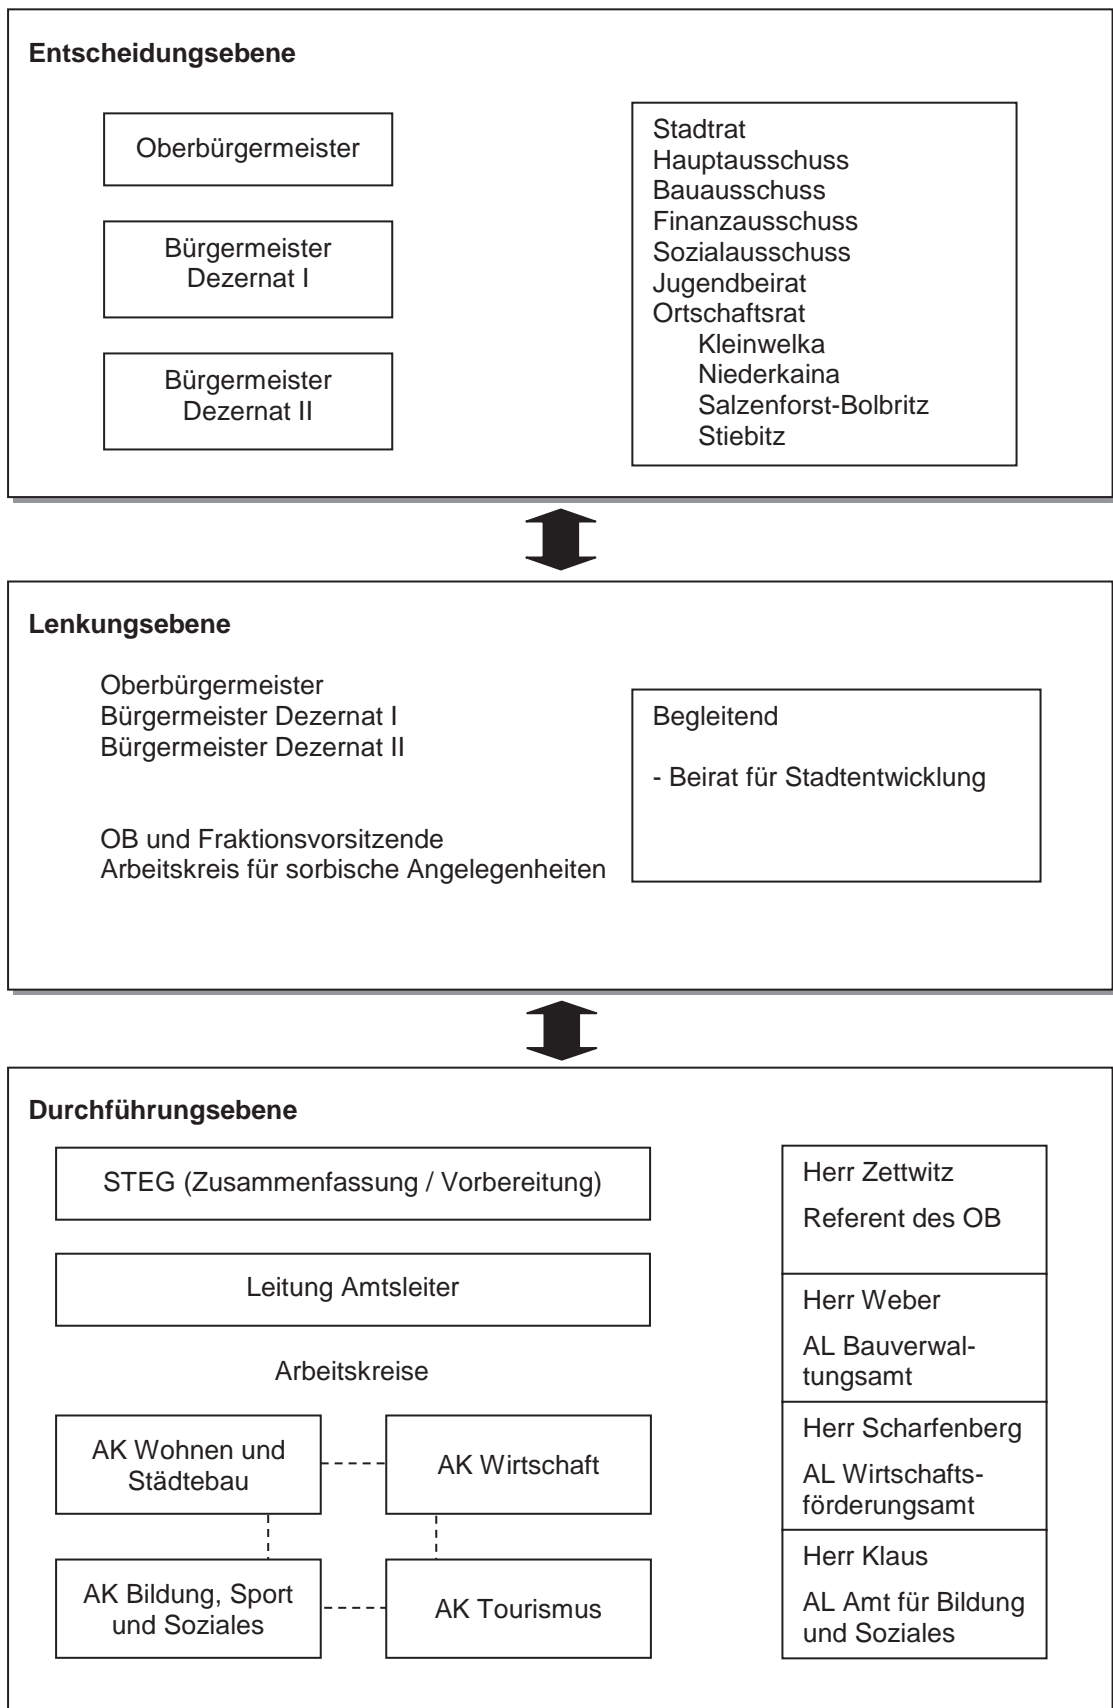 Entscheidungsebene
Oberbürgermeister
Bürgermeister
Dezernat I
Bürgermeister
Dezernat II
Stadtrat
Hauptausschuss
Bauausschuss
Finanzausschuss
Sozialausschuss
Jugendbeirat
Ortschaftsrat
Kleinwelka
Niederkaina
Salzenforst-Bolbritz
Stiebitz
Lenkungsebene
Oberbürgermeister
Bürgermeister Dezernat I
Bürgermeister Dezernat II
OB und Fraktionsvorsitzende
Arbeitskreis für sorbische Angelegenheiten
Begleitend
- Beirat für Stadtentwicklung
Durchführungsebene
STEG (Zusammenfassung / Vorbereitung)
Leitung Amtsleiter
Arbeitskreise
AK Wohnen und
Städtebau
AK Wirtschaft
AK Bildung, Sport
und Soziales
AK Tourismus
Herr Zettwitz
Referent des OB
Herr Weber
AL Bauverwal-
tungsamt
Herr Scharfenberg
AL Wirtschafts-
förderungsamt
Herr Klaus
AL Amt für Bildung
und Soziales